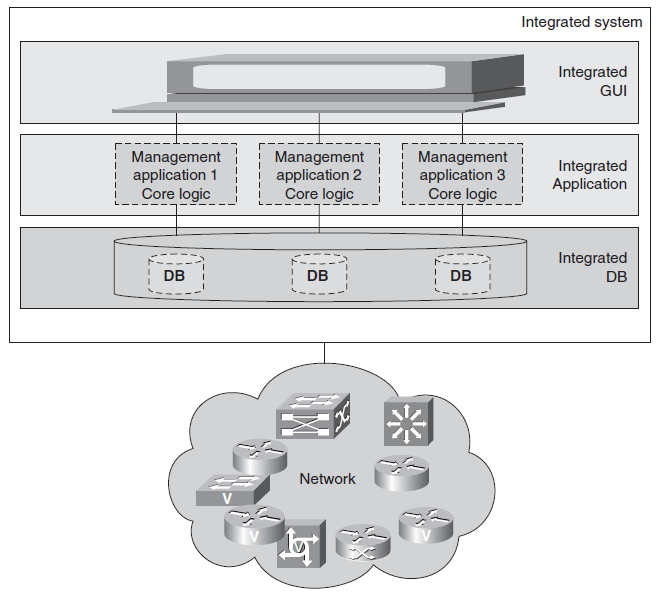 Integrated system
Integrated
GUI
Management
application 1
Core logic
Management
application 2
Core logic
Management
application 3
Core logic
Integrated
Application
DB
DB
DB
Integrated
DB
Network
V
V
V
V